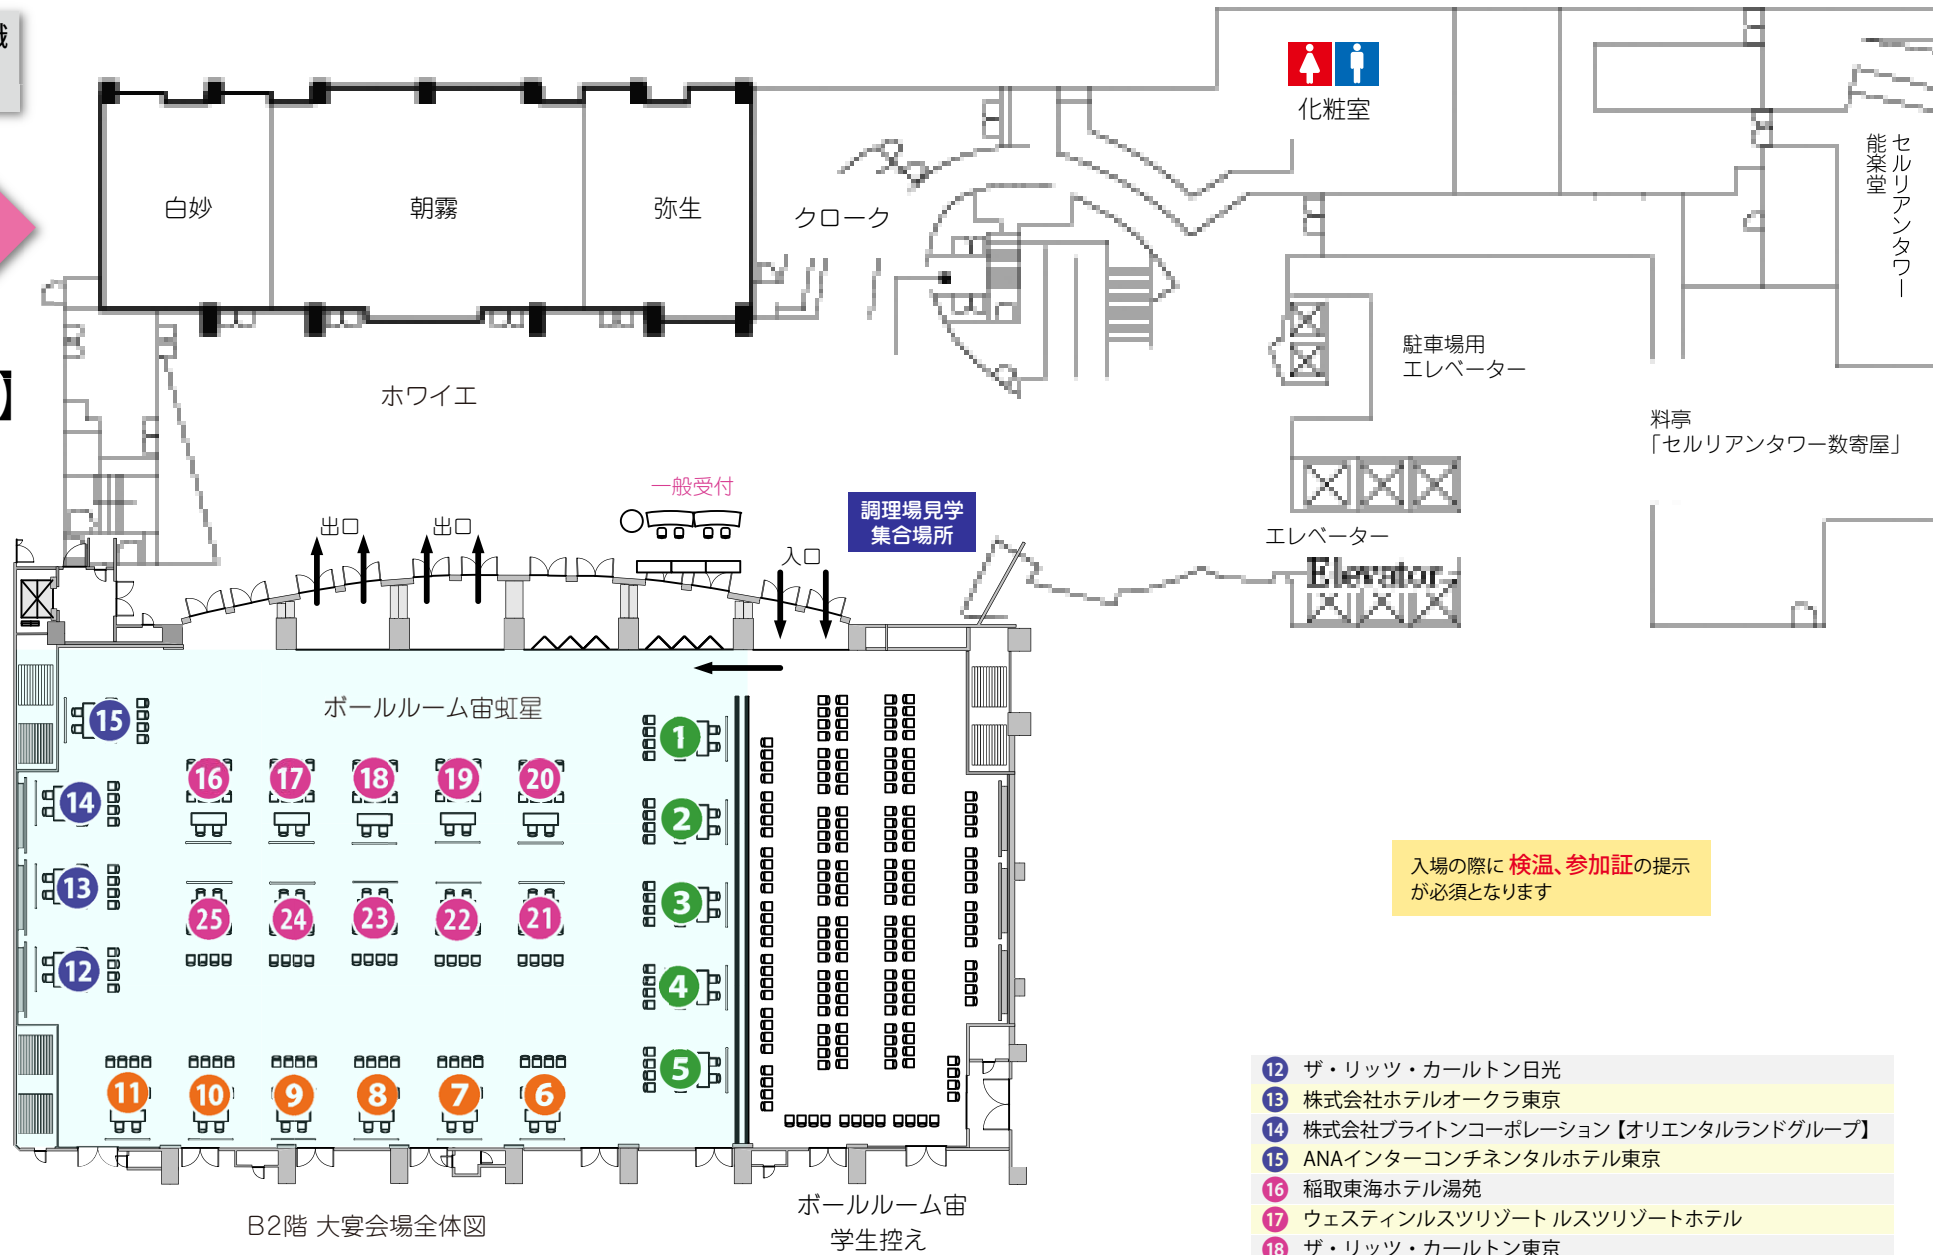 】
化粧室
セルリアンタワー
能楽堂
白妙
朝霧
弥生
クローク
駐車場用
エレベーター
ホワイエ
料亭
「セルリアンタワー数寄屋」
一般受付
調理場見学
集合場所
出口
出口
入口
エレベーター
Elevator
ボールルーム宙虹星
15
1
16
17
18
19
20
14
2
13
3
25
24
23
22
21
12
4
5
11
10
9
8
7
6
入場の際に 検温、参加証の提示
が必須となります
12 ザ・リッツ・カールトン日光
13 株式会社ホテルオークラ東京
14 株式会社ブライトンコーポレーション【オリエンタルランドグループ】
15 ANAインターコンチネンタルホテル東京
16 稲取東海ホテル湯苑
17 ウェスティンルスツリゾート ルスツリゾートホテル
18 ザ・リッツ・カールトン東京
B2階 大宴会場全体図
ボールルーム宙
学生控え